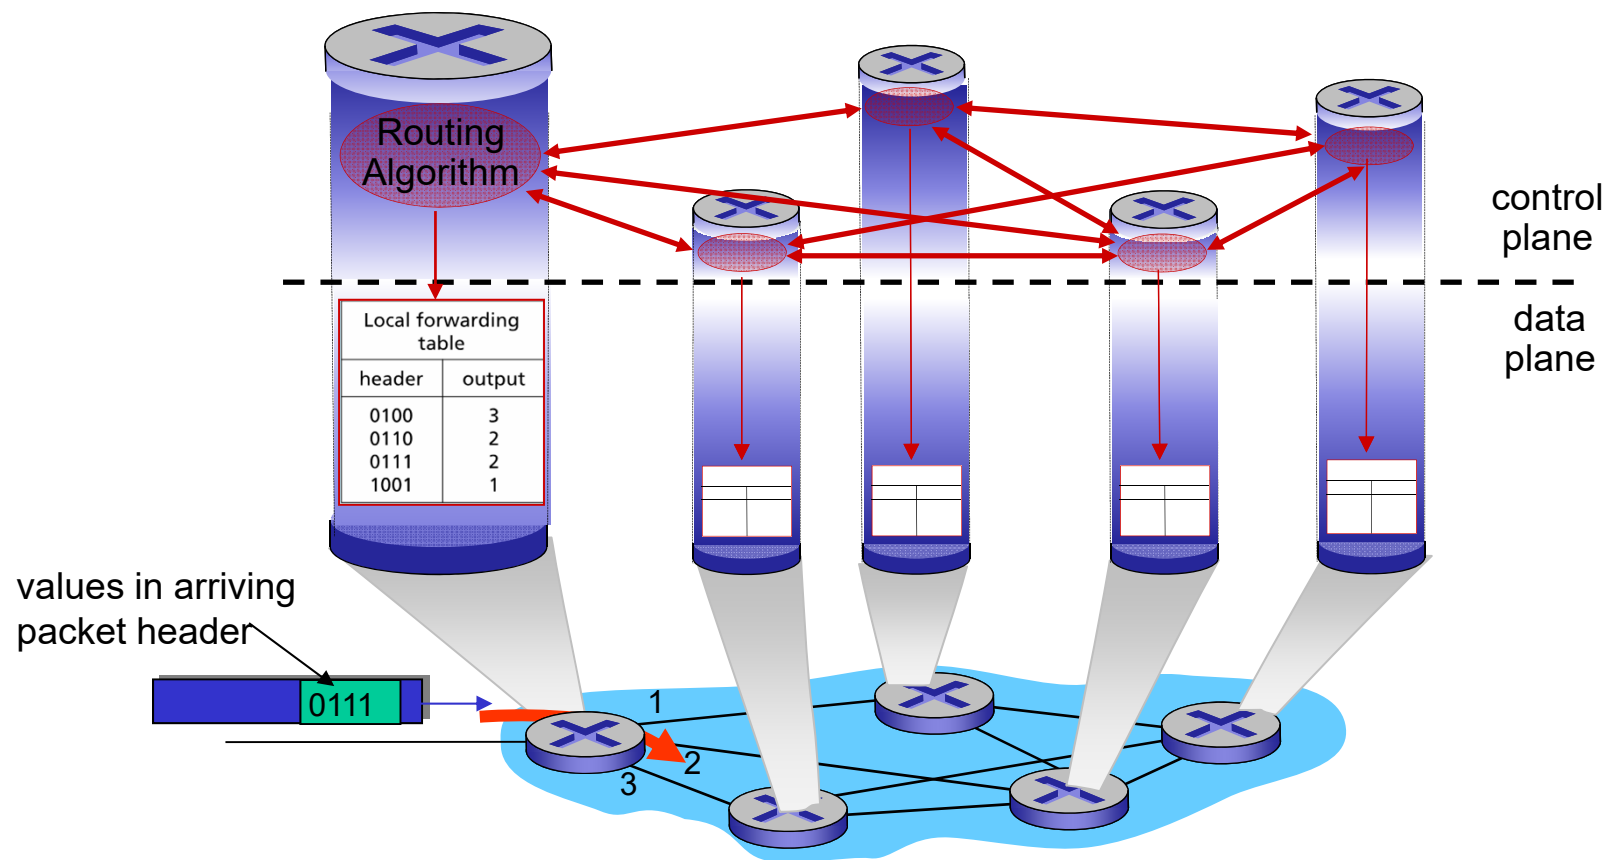 Routing
Algorithm
control
plane
data
plane
Local forwarding
table
header output
0100 3
0110 2
0111 2
1001 1
values in arriving
packet header
0111
1
2
3